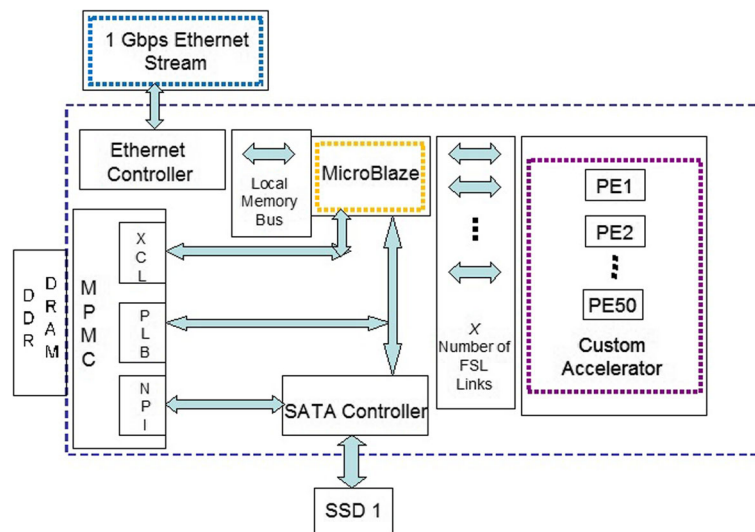 1 Gbps Ethernet
Stream
Ethernet
Controller
Local
Memory
Bus
MicroBlaze
X
Number of
FSL
Links
PE1
PE2
PE50
Custom
Accelerator
DDR
DRAM
MPMC
XCL
PLB
NPI
SATA Controller
SSD 1